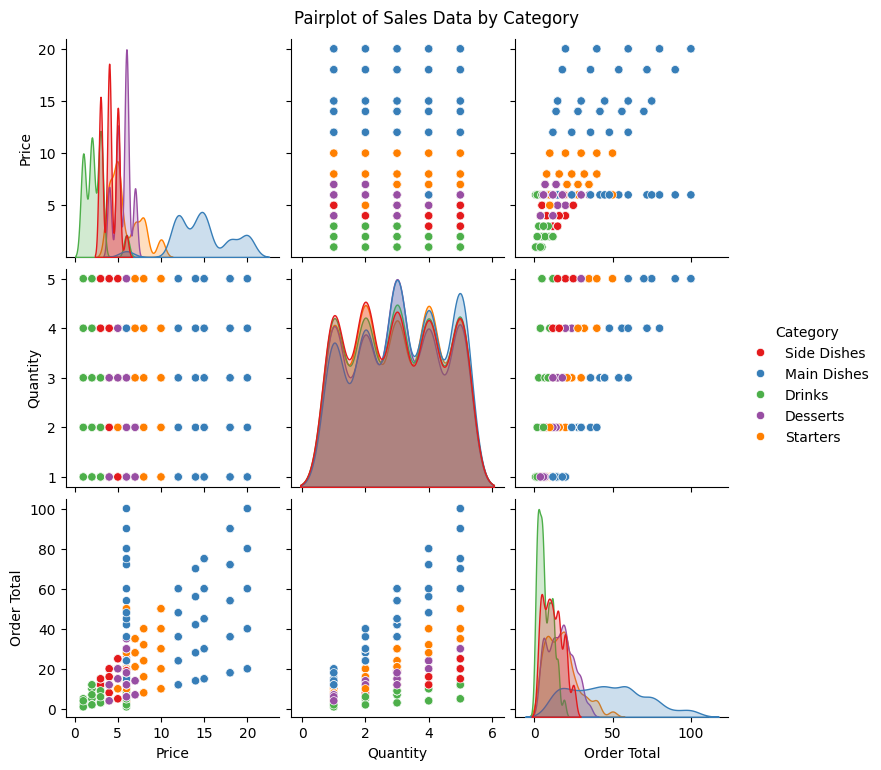 Pairplot of Sales Data by Category
20
15
10
5
Price
5
4
3
2
1
Quantity
Category
Side Dishes
Main Dishes
Drinks
Desserts
Starters
100
80
60
40
20
0
Order Total
0 5 10 15 20
0 2 4 6
0 50 100
Price
Quantity
Order Total